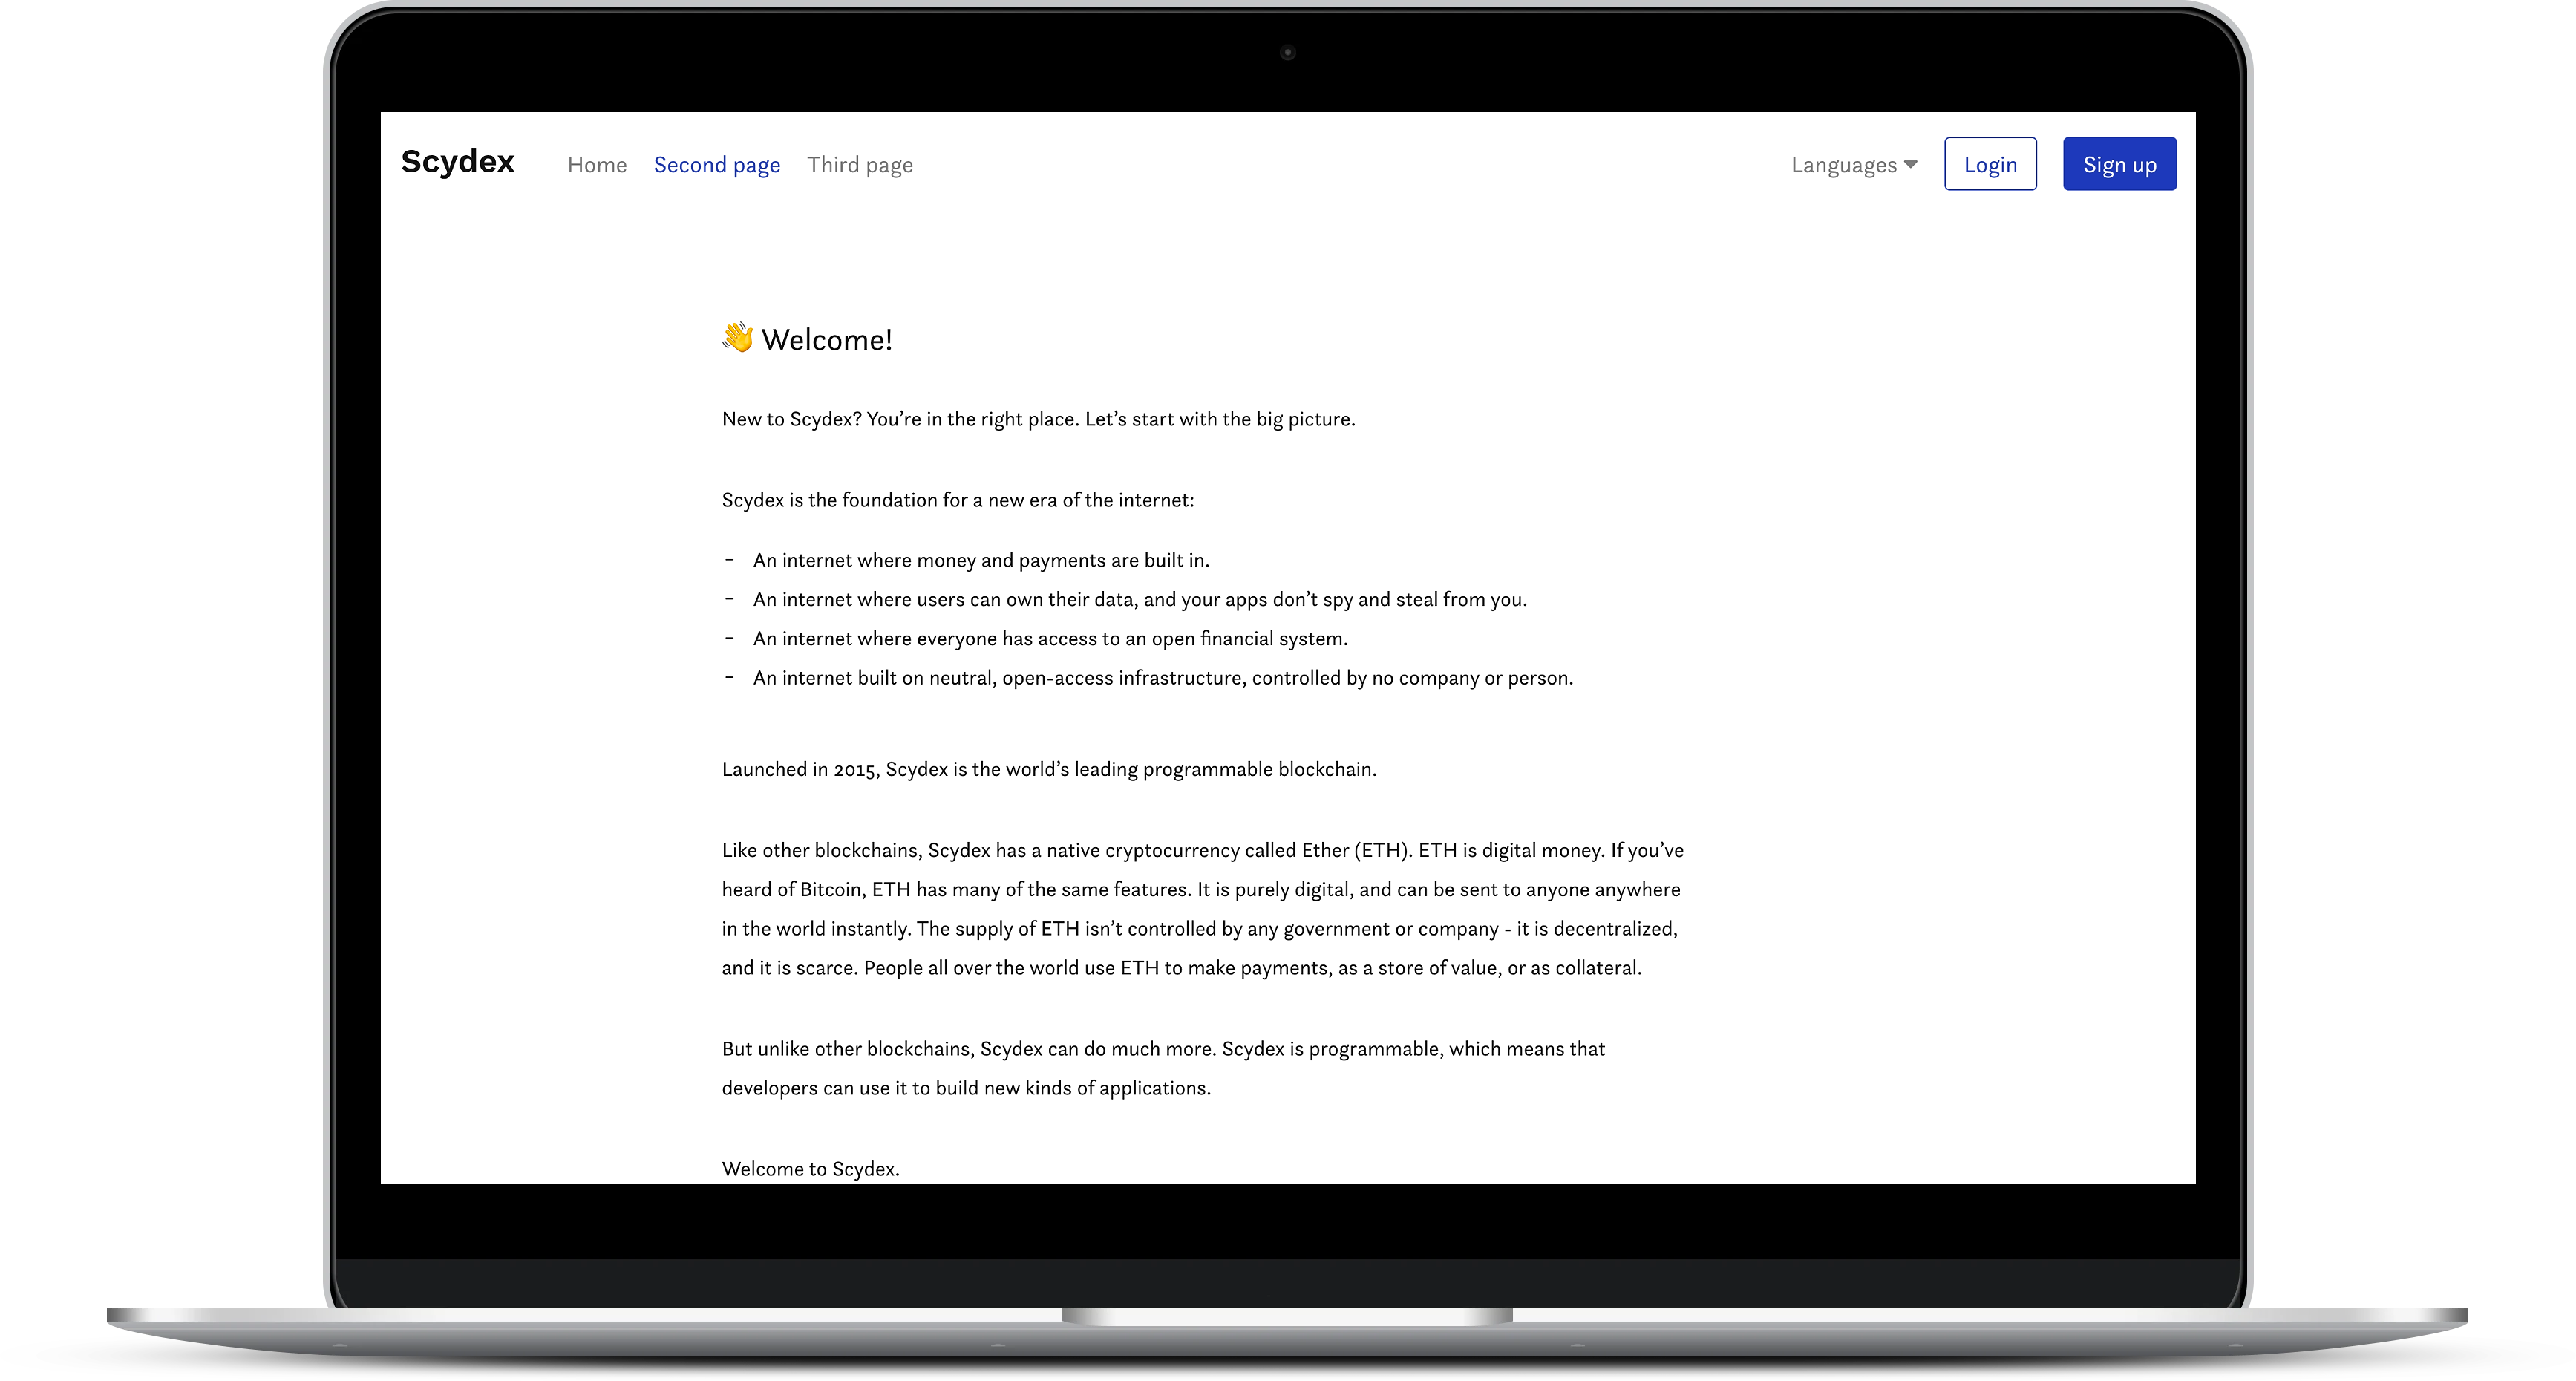 Scydex Home Second page Third page Languages Login Sign up
👋 Welcome!
New to Scydex? You’re in the right place. Let’s start with the big picture.
Scydex is the foundation for a new era of the internet:
– An internet where money and payments are built in.
– An internet where users can own their data, and your apps don’t spy and steal from you.
– An internet where everyone has access to an open financial system.
– An internet built on neutral, open-access infrastructure, controlled by no company or person.
Launched in 2015, Scydex is the world’s leading programmable blockchain.
Like other blockchains, Scydex has a native cryptocurrency called Ether (ETH). ETH is digital money. If you’ve
heard of Bitcoin, ETH has many of the same features. It is purely digital, and can be sent to anyone anywhere
in the world instantly. The supply of ETH isn’t controlled by any government or company - it is decentralized,
and it is scarce. People all over the world use ETH to make payments, as a store of value, or as collateral.
But unlike other blockchains, Scydex can do much more. Scydex is programmable, which means that
developers can use it to build new kinds of applications.
Welcome to Scydex.